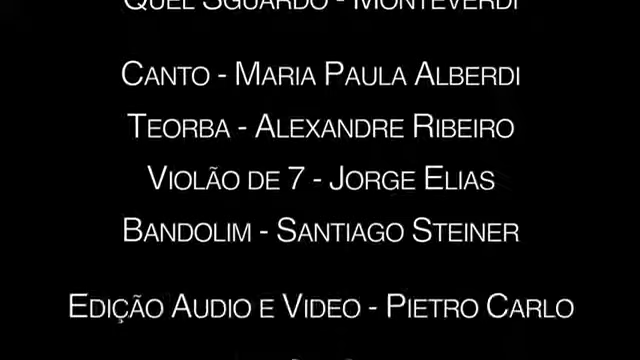 QUEL SGUARDO - MONTEVERDI
CANTO - MARIA PAULA ALBERDI
TEORBA - ALEXANDRE RIBEIRO
VIOLÃO DE 7 - JORGE ELIAS
BANDOLIM - SANTIAGO STEINER
EDIÇÃO AUDIO E VIDEO - PIETRO CARLO